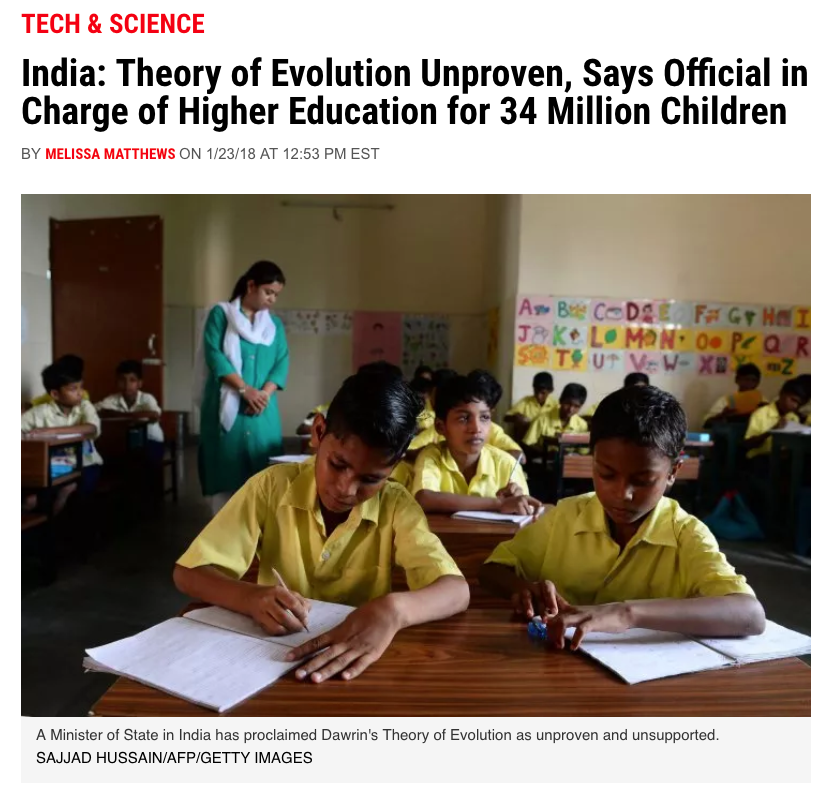 TECH & SCIENCE
India: Theory of Evolution Unproven, Says Official in
Charge of Higher Education for 34 Million Children
BY MELISSA MATTHEWS ON 1/23/18 AT 12:53 PM EST
A B C D E F G H I
J K L M N O P Q R
S T U V W X Z
A Minister of State in India has proclaimed Dawrin's Theory of Evolution as unproven and unsupported.
SAJJAD HUSSAIN/AFP/GETTY IMAGES